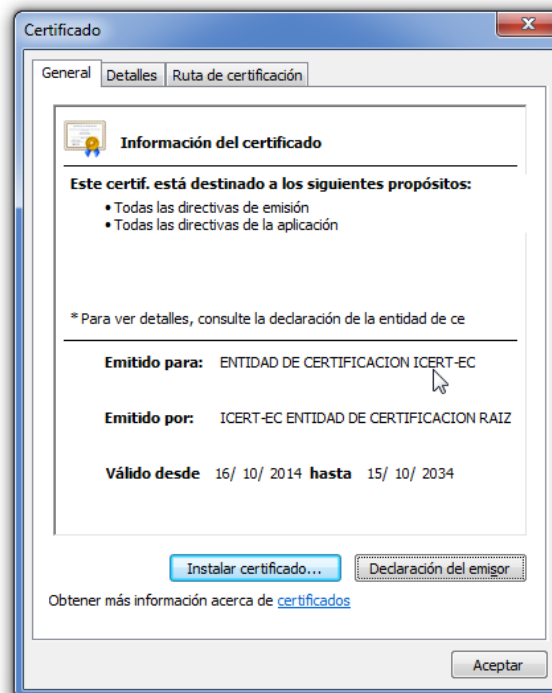 Certificado
General
Detalles
Ruta de certificación
Información del certificado
Este certif. está destinado a los siguientes propósitos:
• Todas las directivas de emisión
• Todas las directivas de la aplicación
* Para ver detalles, consulte la declaración de la entidad de ce
Emitido para: ENTIDAD DE CERTIFICACION ICERT-EC
Emitido por: ICERT-EC ENTIDAD DE CERTIFICACION RAIZ
Válido desde 16/ 10/ 2014 hasta 15/ 10/ 2034
Instalar certificado... Declaración del emisor
Obtener más información acerca de certificados
Aceptar